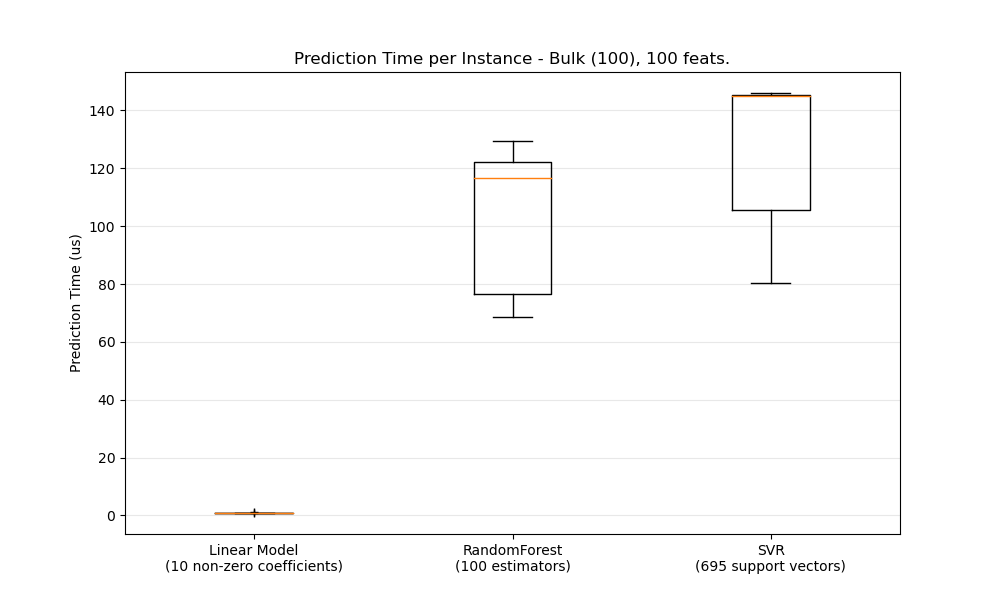 Prediction Time per Instance - Bulk (100), 100 feats.
Prediction Time (us)
140
120
100
80
60
40
20
0
Linear Model
(10 non-zero coefficients)
RandomForest
(100 estimators)
SVR
(695 support vectors)